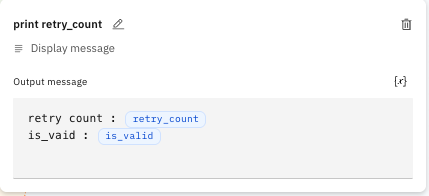 print retry_count
Display message
Output message
{x}
retry count : retry_count
is_vaid : is_valid